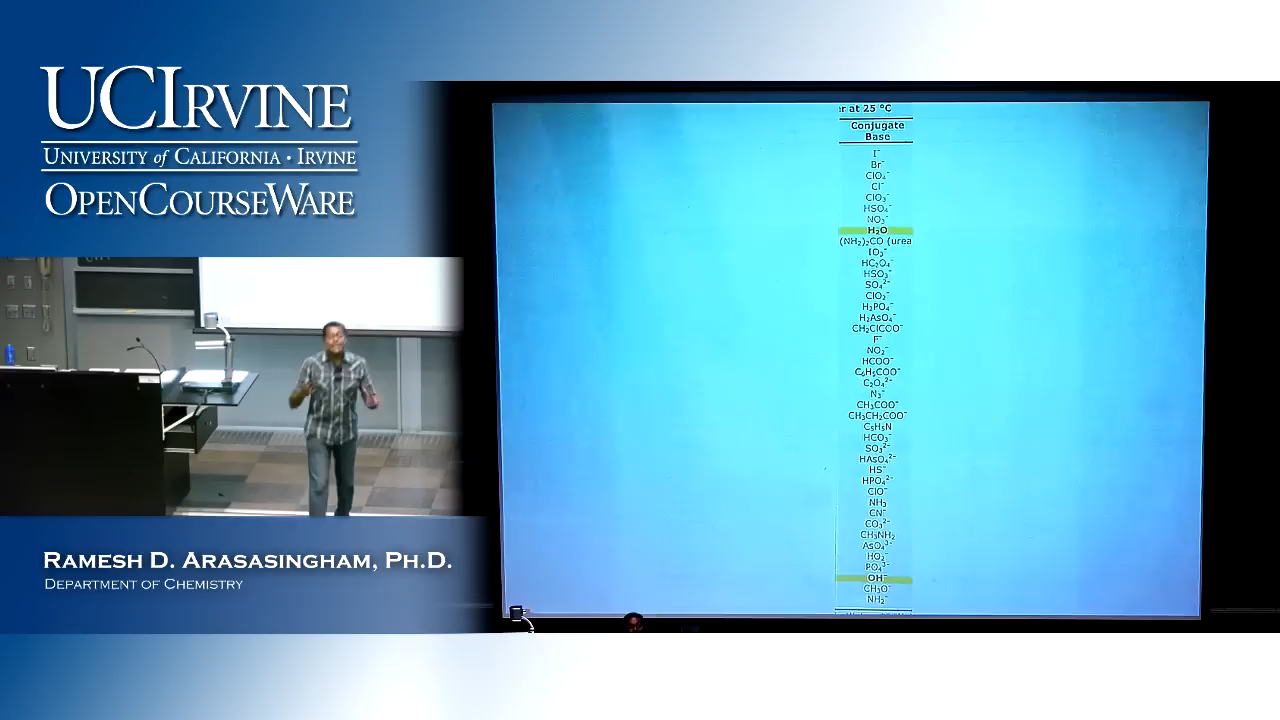 UCIRVINE
UNIVERSITY of CALIFORNIA · IRVINE
OPENCOURSEWARE
RAMESH D. ARASASINGHAM, PH.D.
DEPARTMENT OF CHEMISTRY
r at 25 °C
Conjugate
Base
I⁻
Br⁻
ClO₄⁻
Cl⁻
ClO₃⁻
HSO₄⁻
NO₃⁻
H₂O
(NH₂)₂CO (urea
IO₃⁻
HC₂O₄⁻
HSO₃⁻
SO₄²⁻
ClO₂⁻
H₂PO₄⁻
H₂AsO₄⁻
CH₂ClCOO⁻
F⁻
NO₂⁻
HCOO⁻
C₆H₅COO⁻
C₂O₄²⁻
N₃⁻
CH₃COO⁻
CH₃CH₂COO⁻
C₅H₅N
HCO₃⁻
SO₃²⁻
HAsO₄²⁻
HS⁻
HPO₄²⁻
ClO⁻
NH₃
CN⁻
CO₃²⁻
CH₃NH₂
AsO₄³⁻
HO₂⁻
PO₄³⁻
OH⁻
CH₃O⁻
NH₂⁻